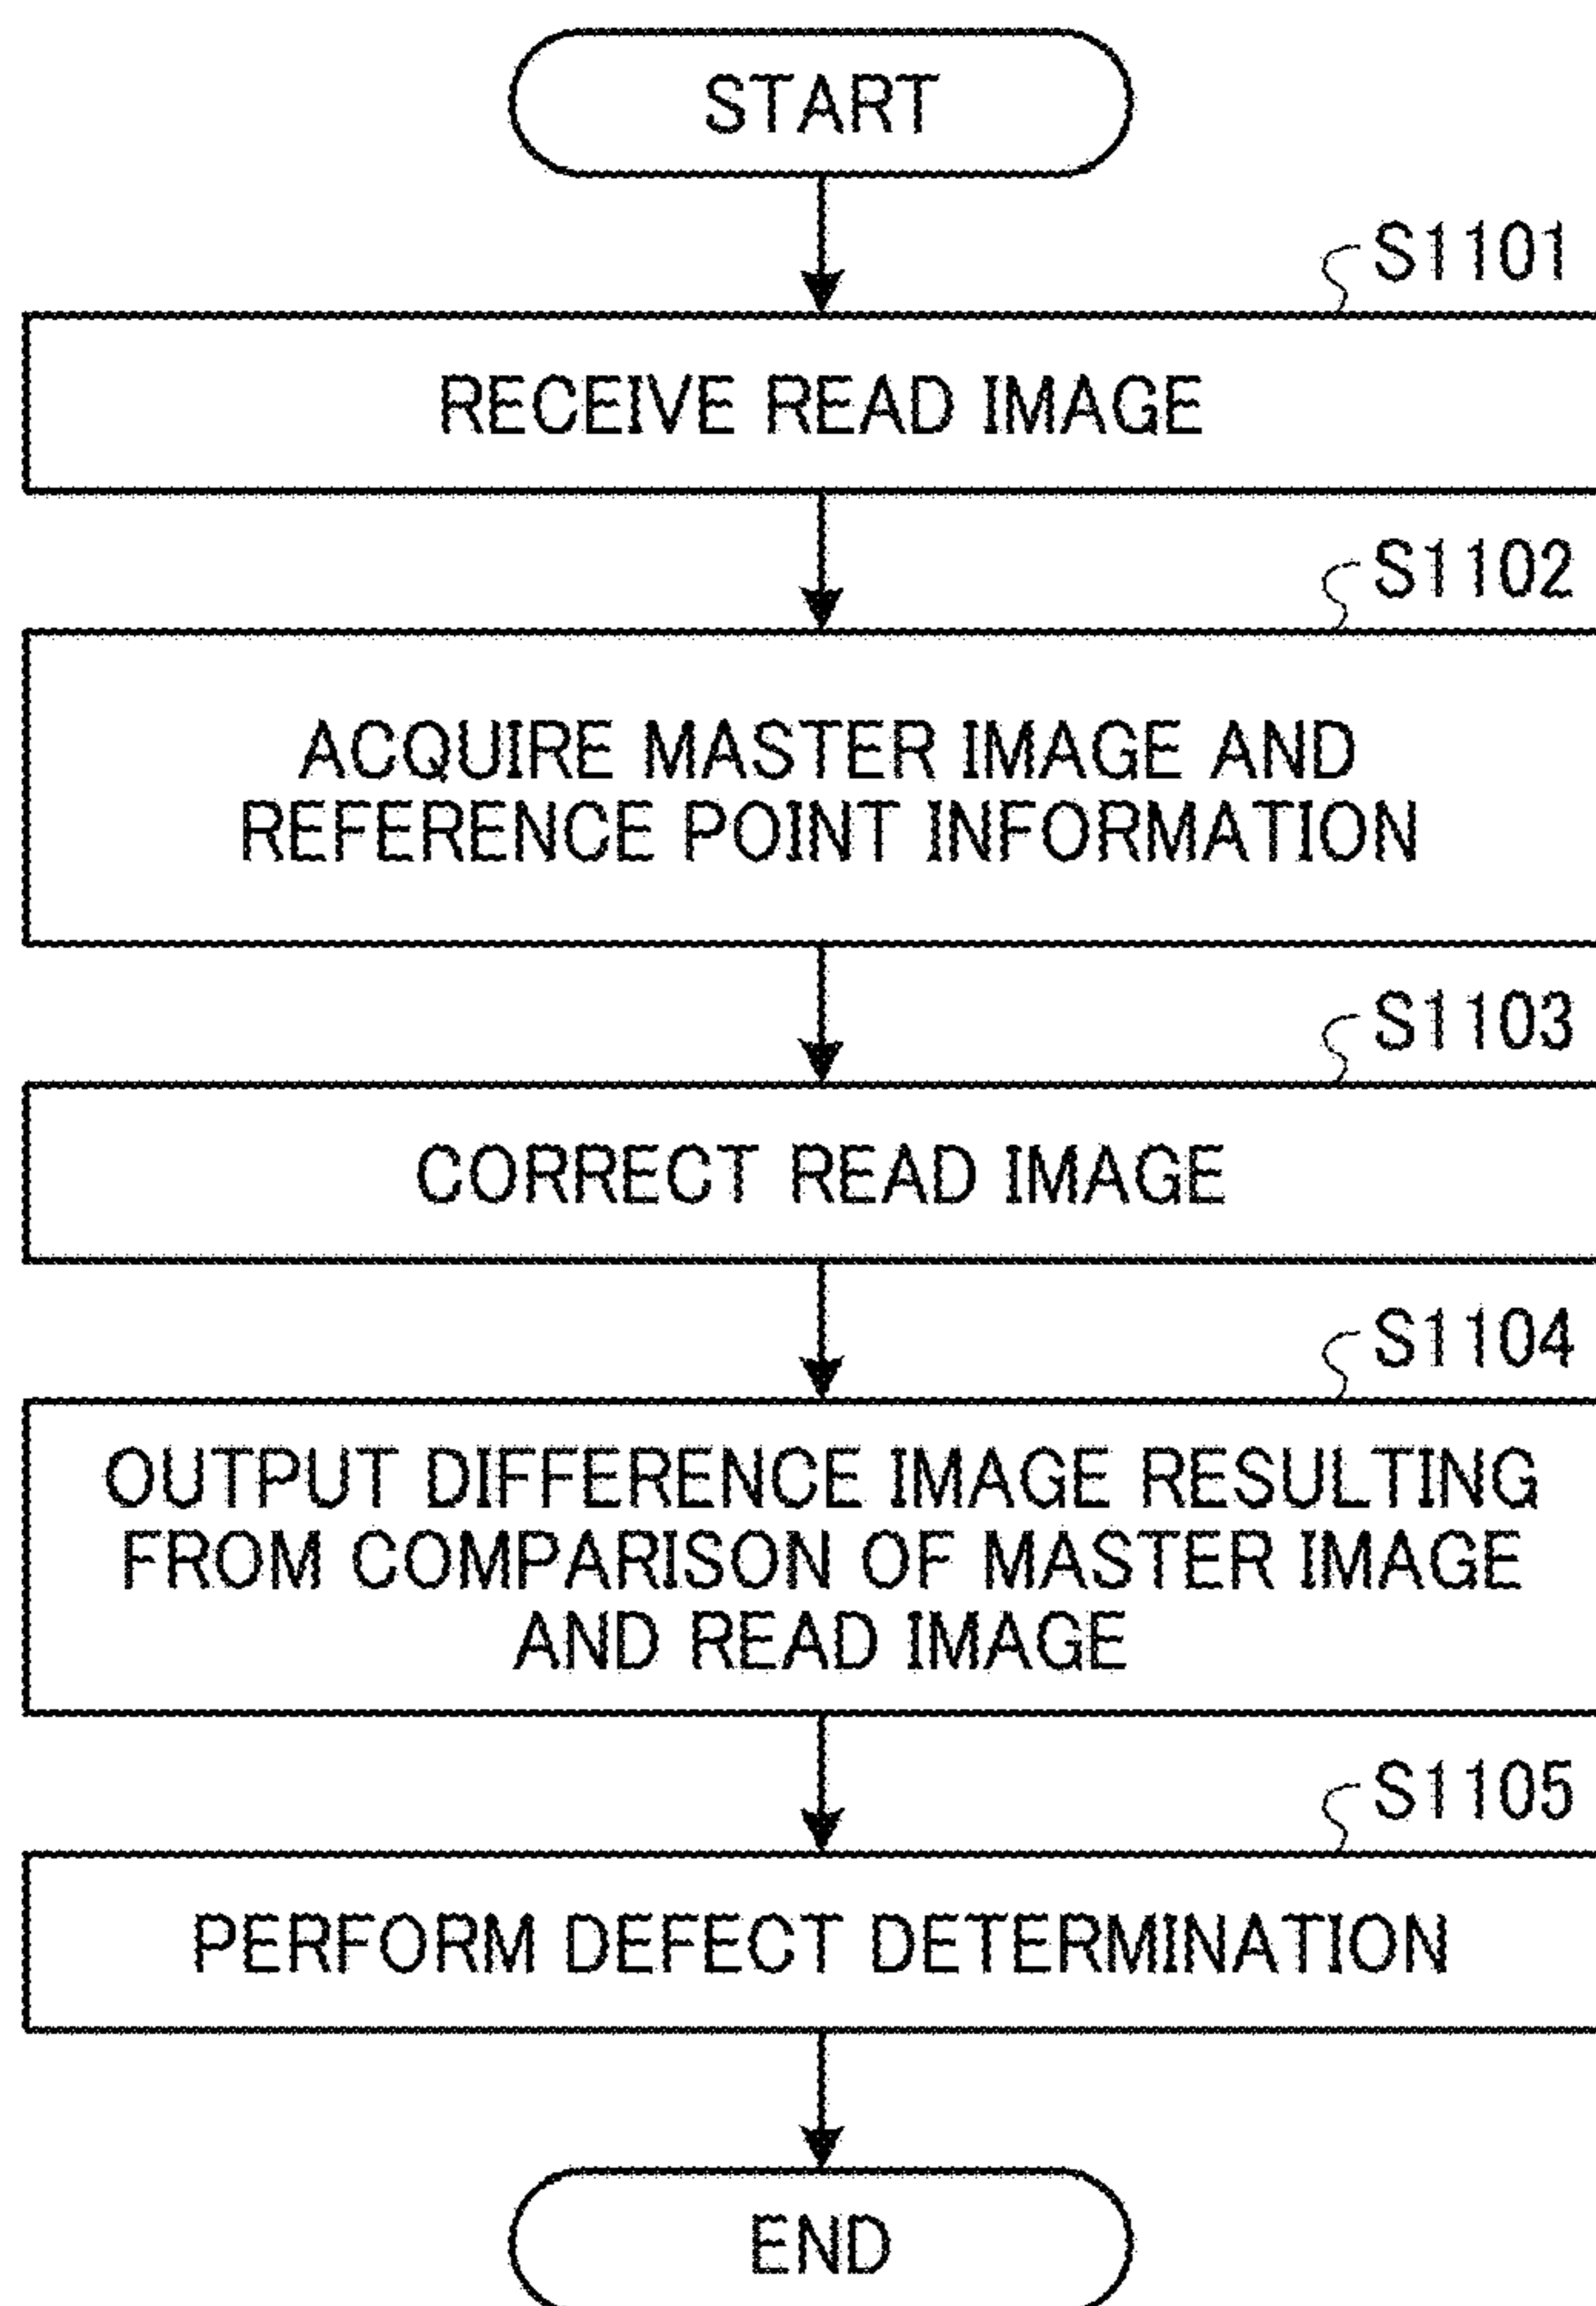 START
S1101
RECEIVE READ IMAGE
S1102
ACQUIRE MASTER IMAGE AND
REFERENCE POINT INFORMATION
S1103
CORRECT READ IMAGE
S1104
OUTPUT DIFFERENCE IMAGE RESULTING
FROM COMPARISON OF MASTER IMAGE
AND READ IMAGE
S1105
PERFORM DEFECT DETERMINATION
END